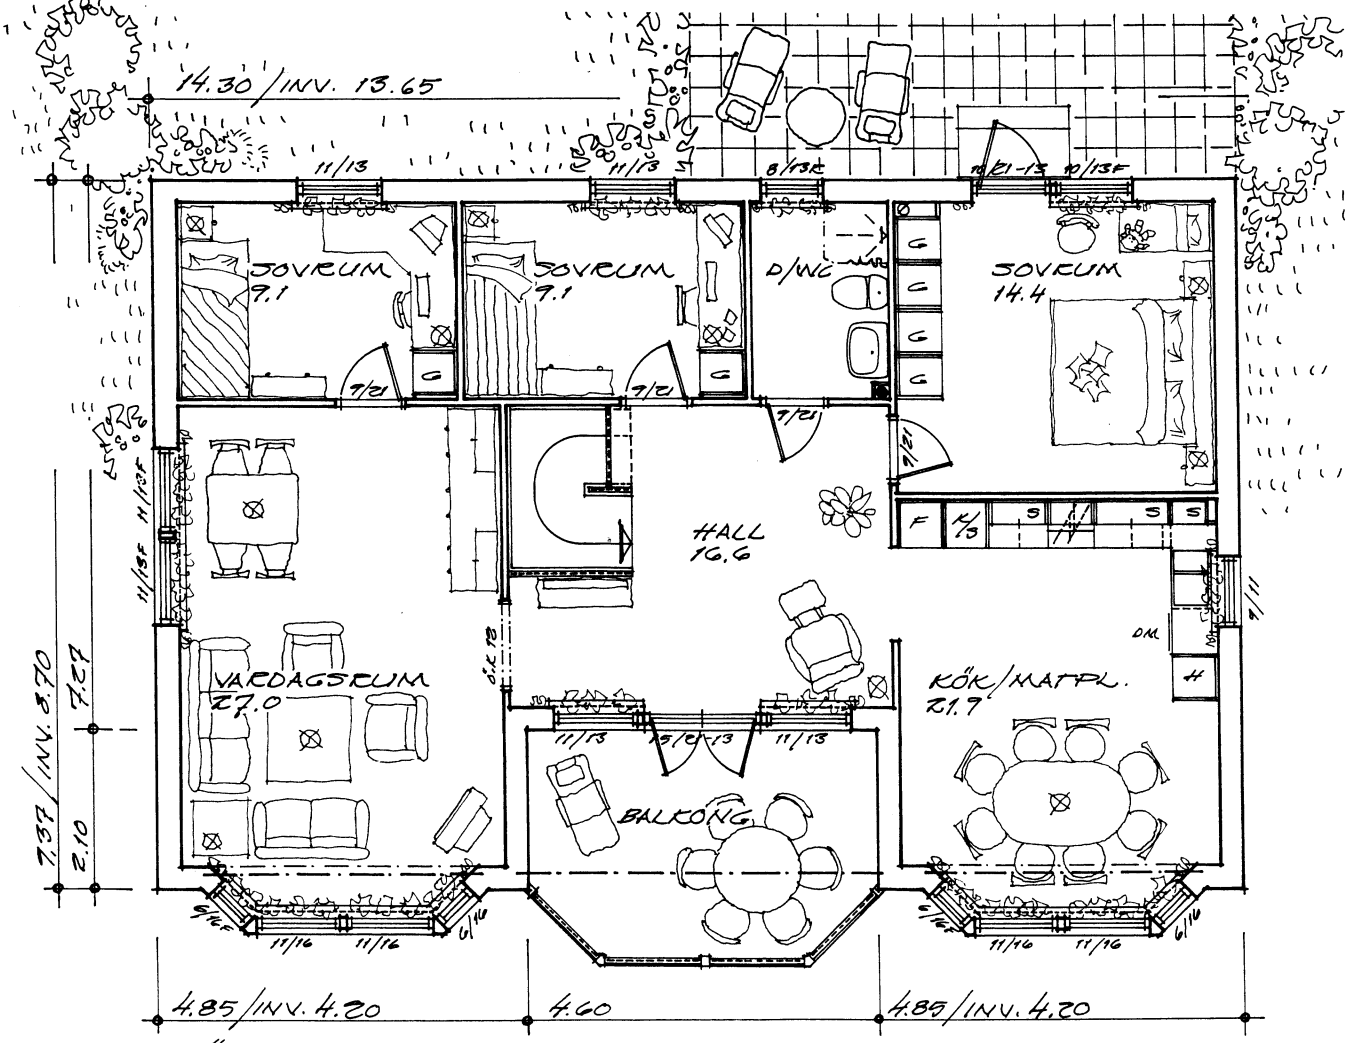 14.30/INV. 13.65
11/13
11/13
8/13R
10/21-13
10/13F
SOVRUM
9.1
SOVRUM
9.1
D/WC
SOVRUM
14.4
G
G
G
G
G
G
9/21
9/21
9/21
9/21
11/13F
11/13F
HALL
16.6
F
K/S
S
S
S
9/11
DM
H
ÖK 12
VARDAGSRUM
27.0
KÖK/MATPL.
21.9
11/13
15/21-13
11/13
BALKONG
9.37/INV. 8.70
7.27
2.10
6/16F
11/16
11/16
6/16
6/16F
11/16
11/16
6/16
4.85/INV. 4.20
4.60
4.85/INV. 4.20